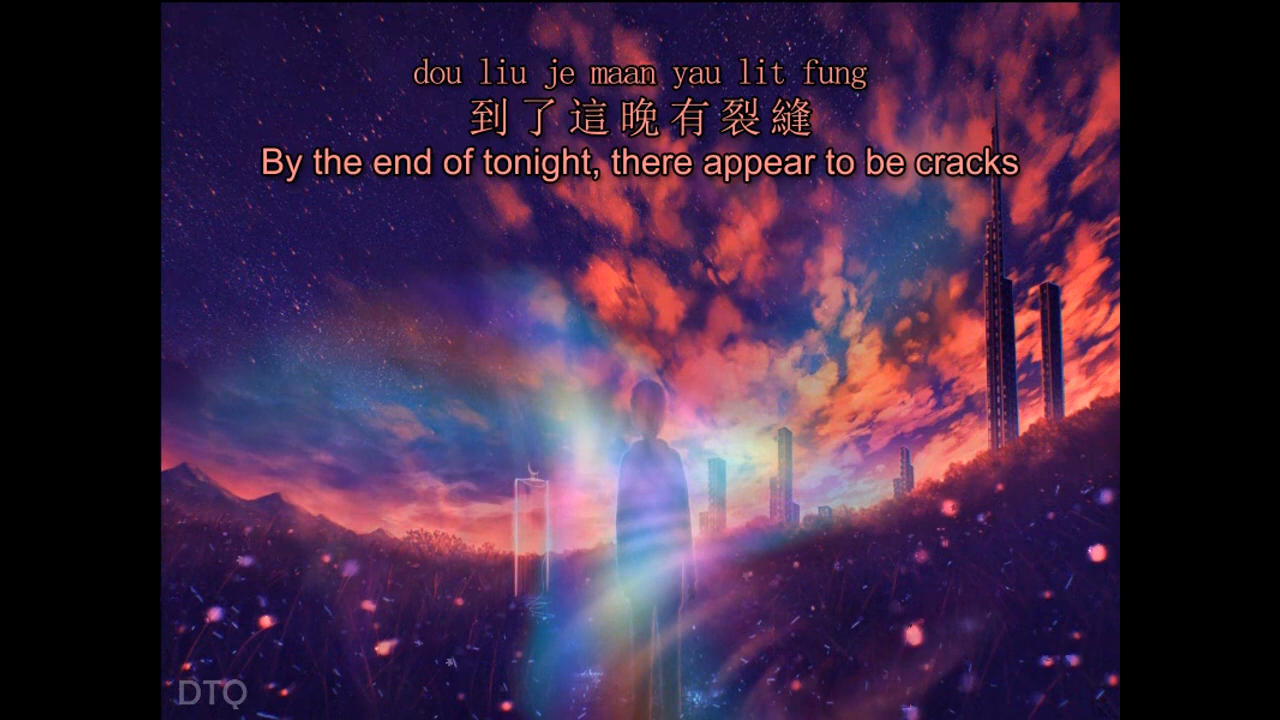 dou liu je maan yau lit fung
到了這晚有裂縫
By the end of tonight, there appear to be cracks
DTQ